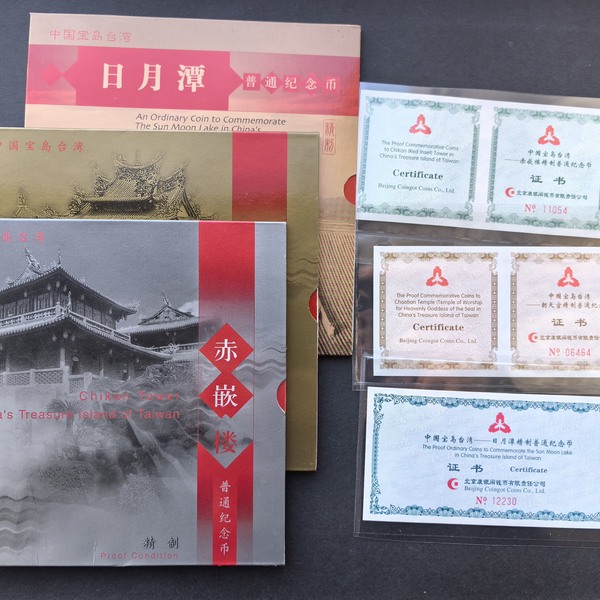 中国宝岛台湾
日月潭
普通纪念币
An Ordinary Coin to Commemorate
The Sun Moon Lake in China's
精制
中国宝岛台湾
赤嵌楼
Chikan Tower
a's Treasure Island of Taiwan
普通纪念币
精制
Proof Condition
The Proof Commemorative Coins
to Chikan (Red Inset) Tower in
China's Treasure Island of Taiwan
Certificate
Beijing Coingot Coins Co., Ltd.
中国宝岛台湾
——赤嵌楼精制普通纪念币
证书
北京康银阁钱币有限责任公司
Nº 11054
The Proof Commemorative Coins to
Chaotian Temple (Temple of Worship
for Heavenly Goddess of the Sea) in
China's Treasure Island of Taiwan
Certificate
Beijing Coingot Coins Co., Ltd.
中国宝岛台湾
——朝天宫精制普通纪念
证书
北京康银阁钱币有限责任公司
Nº 06464
中国宝岛台湾——日月潭精制普通纪念币
The Proof Ordinary Coins to Commemorate the Sun Moon Lake
in China's Treasure Island of Taiwan
证书 Certificate
北京康银阁钱币有限责任公司
Beijing Coingot Coins Co., Ltd.
Nº 12230